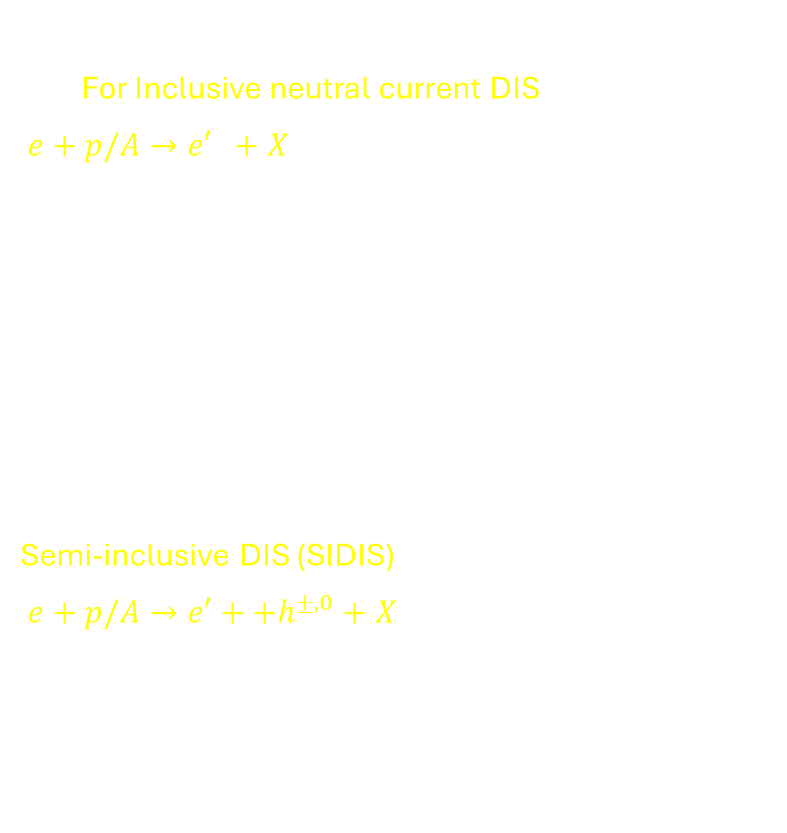 For Inclusive neutral current DIS
e + p/A → e′ + X
Semi-inclusive DIS (SIDIS)
e + p/A → e′ + +h^{±,0} + X